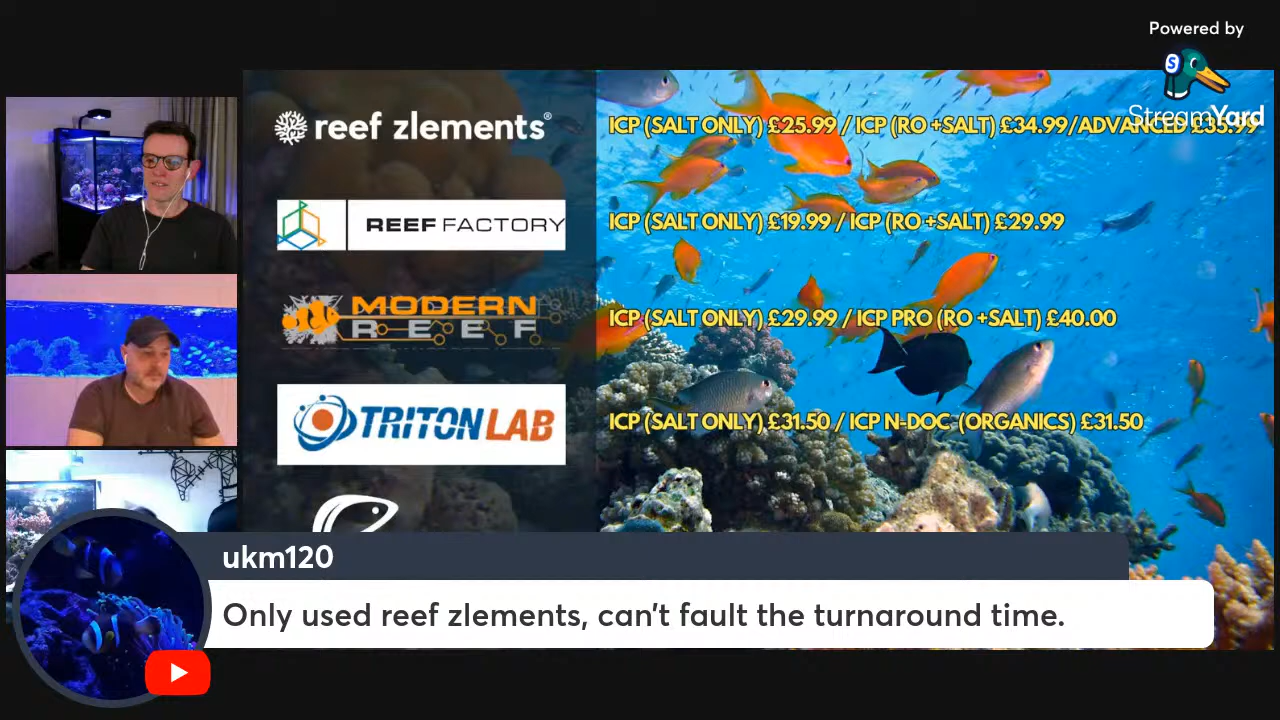 Powered by
StreamYard
reef zlements®
ICP (SALT ONLY) £25.99 / ICP (RO +SALT) £34.99/ADVANCED £35.99
REEF FACTORY
ICP (SALT ONLY) £19.99 / ICP (RO +SALT) £29.99
MODERN
REEF
ICP (SALT ONLY) £29.99 / ICP PRO (RO +SALT) £40.00
TRITON LAB
ICP (SALT ONLY) £31.50 / ICP N-DOC (ORGANICS) £31.50
ukm120
Only used reef zlements, can't fault the turnaround time.